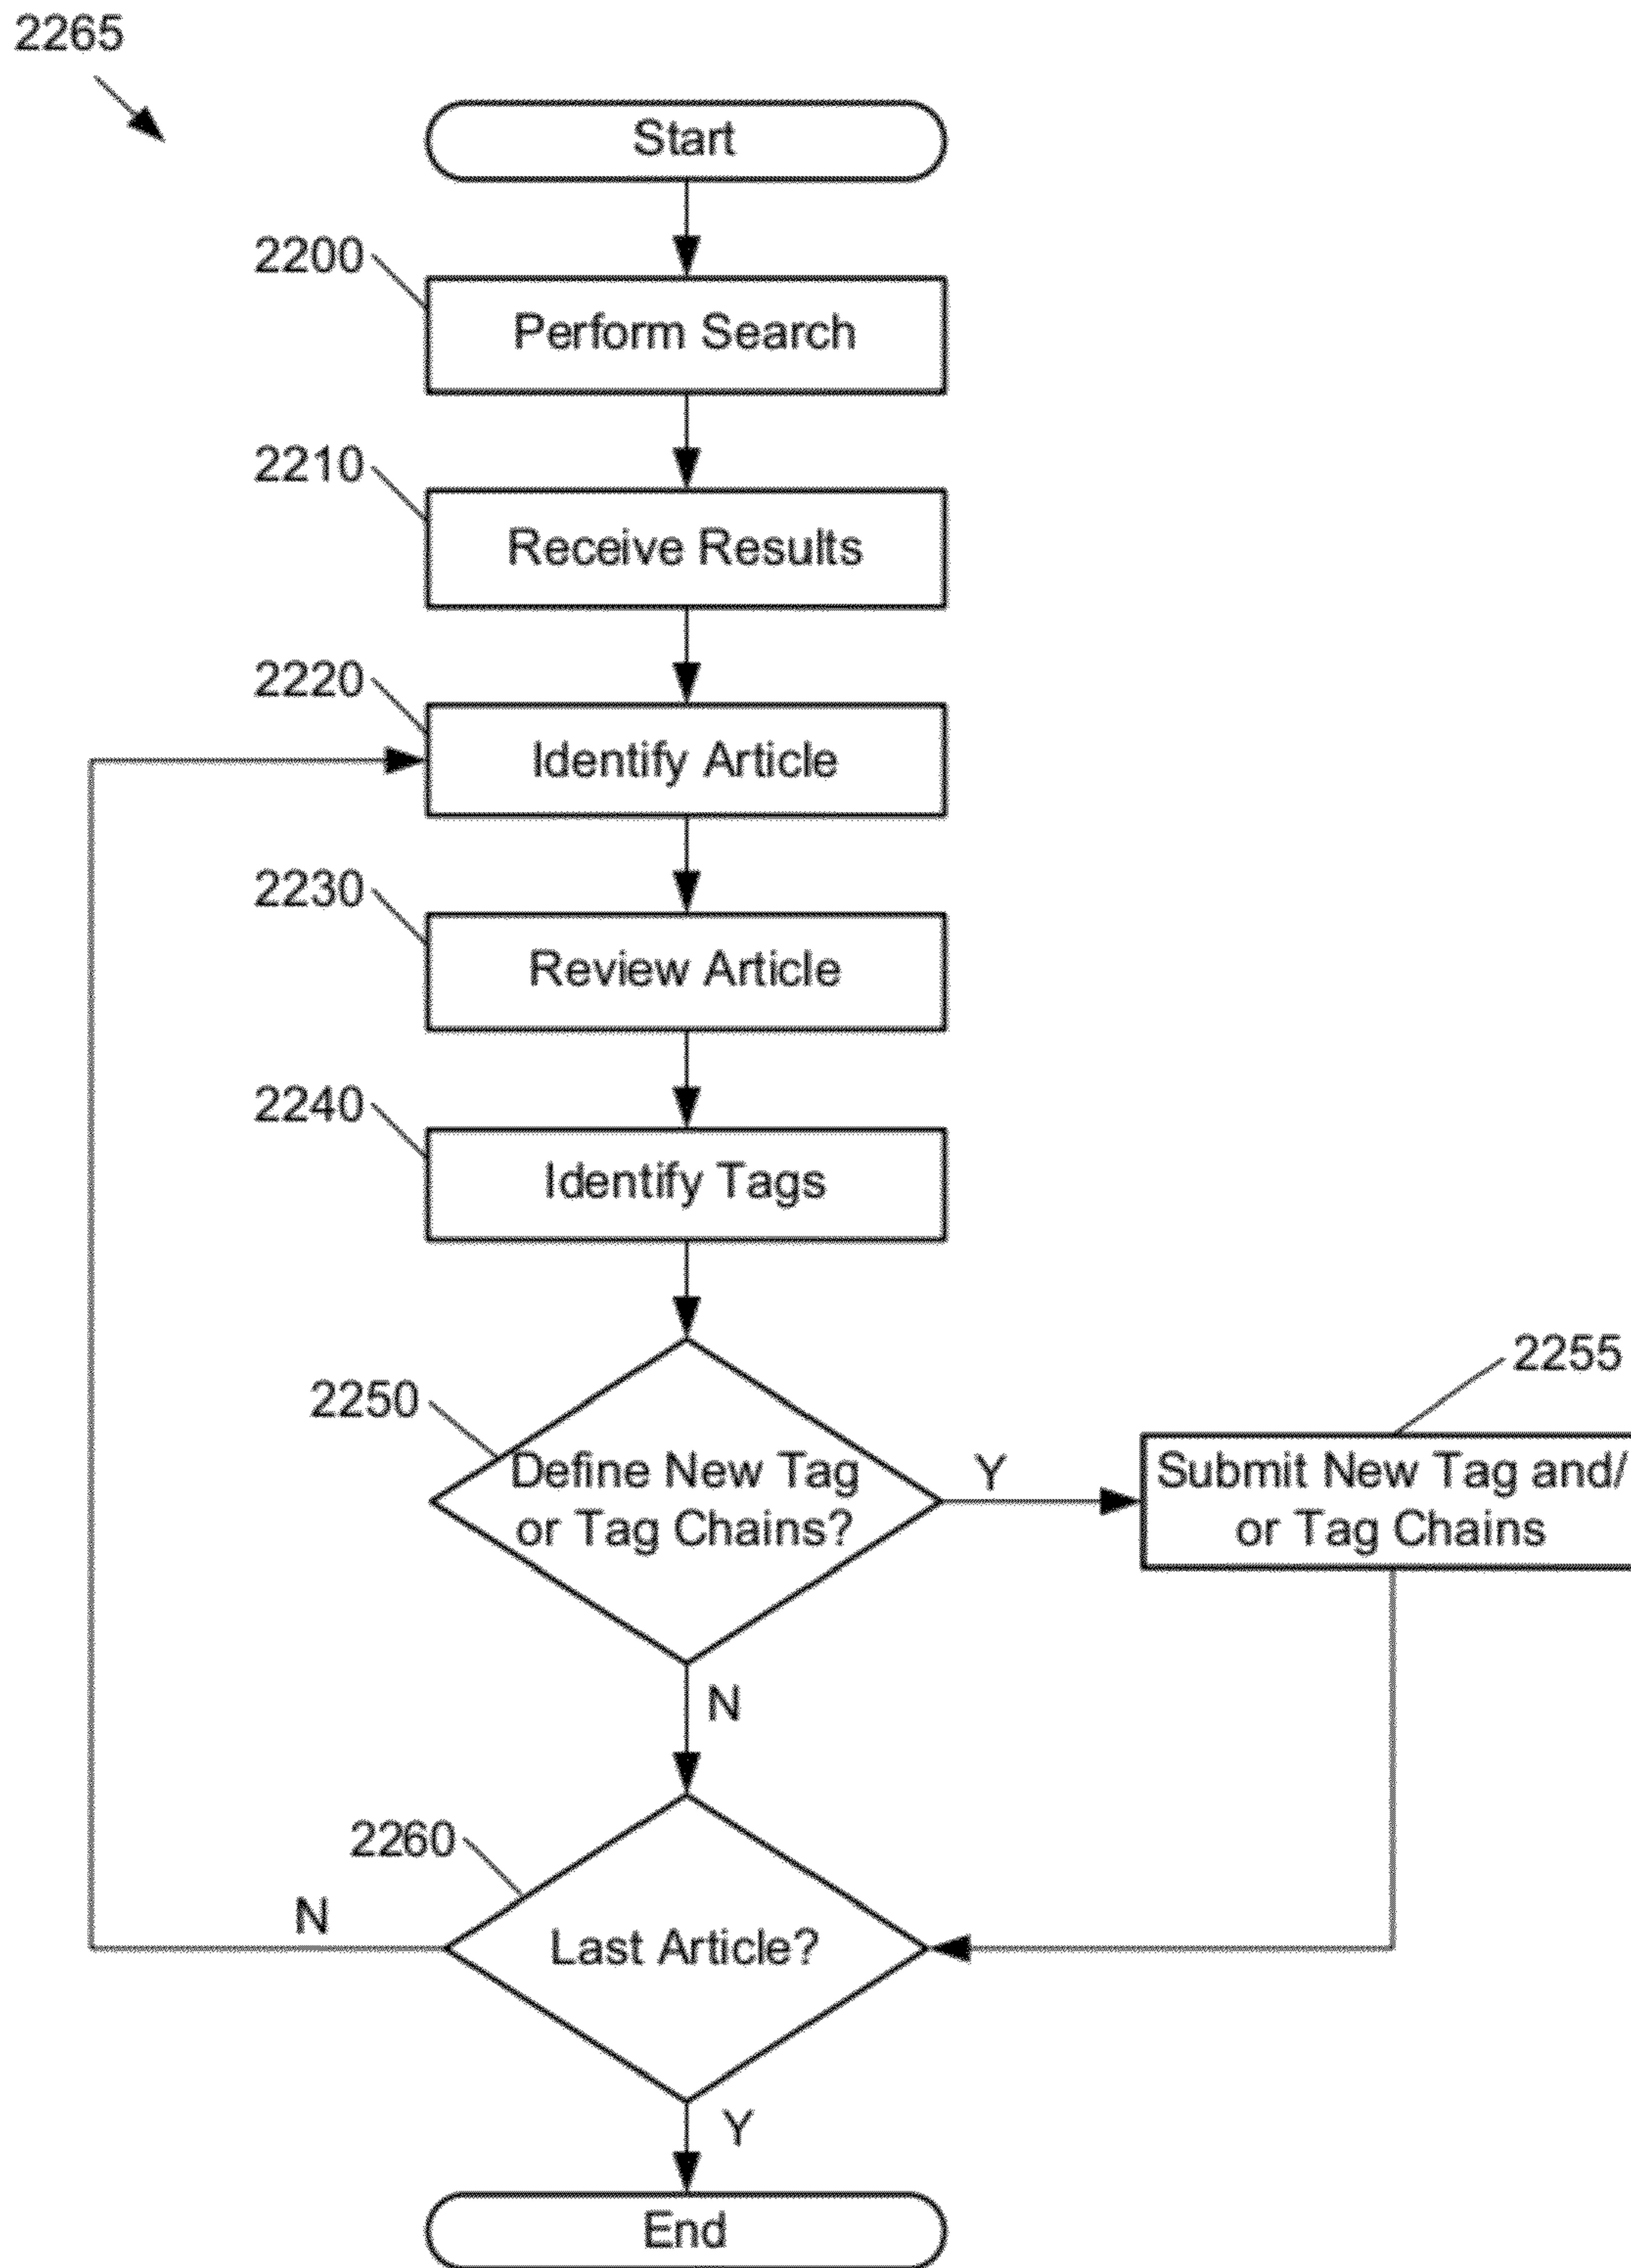 2265
Start
2200
Perform Search
2210
Receive Results
2220
Identify Article
2230
Review Article
2240
Identify Tags
2250
Define New Tag
or Tag Chains?
Y
2255
Submit New Tag and/
or Tag Chains
N
2260
N
Last Article?
Y
End